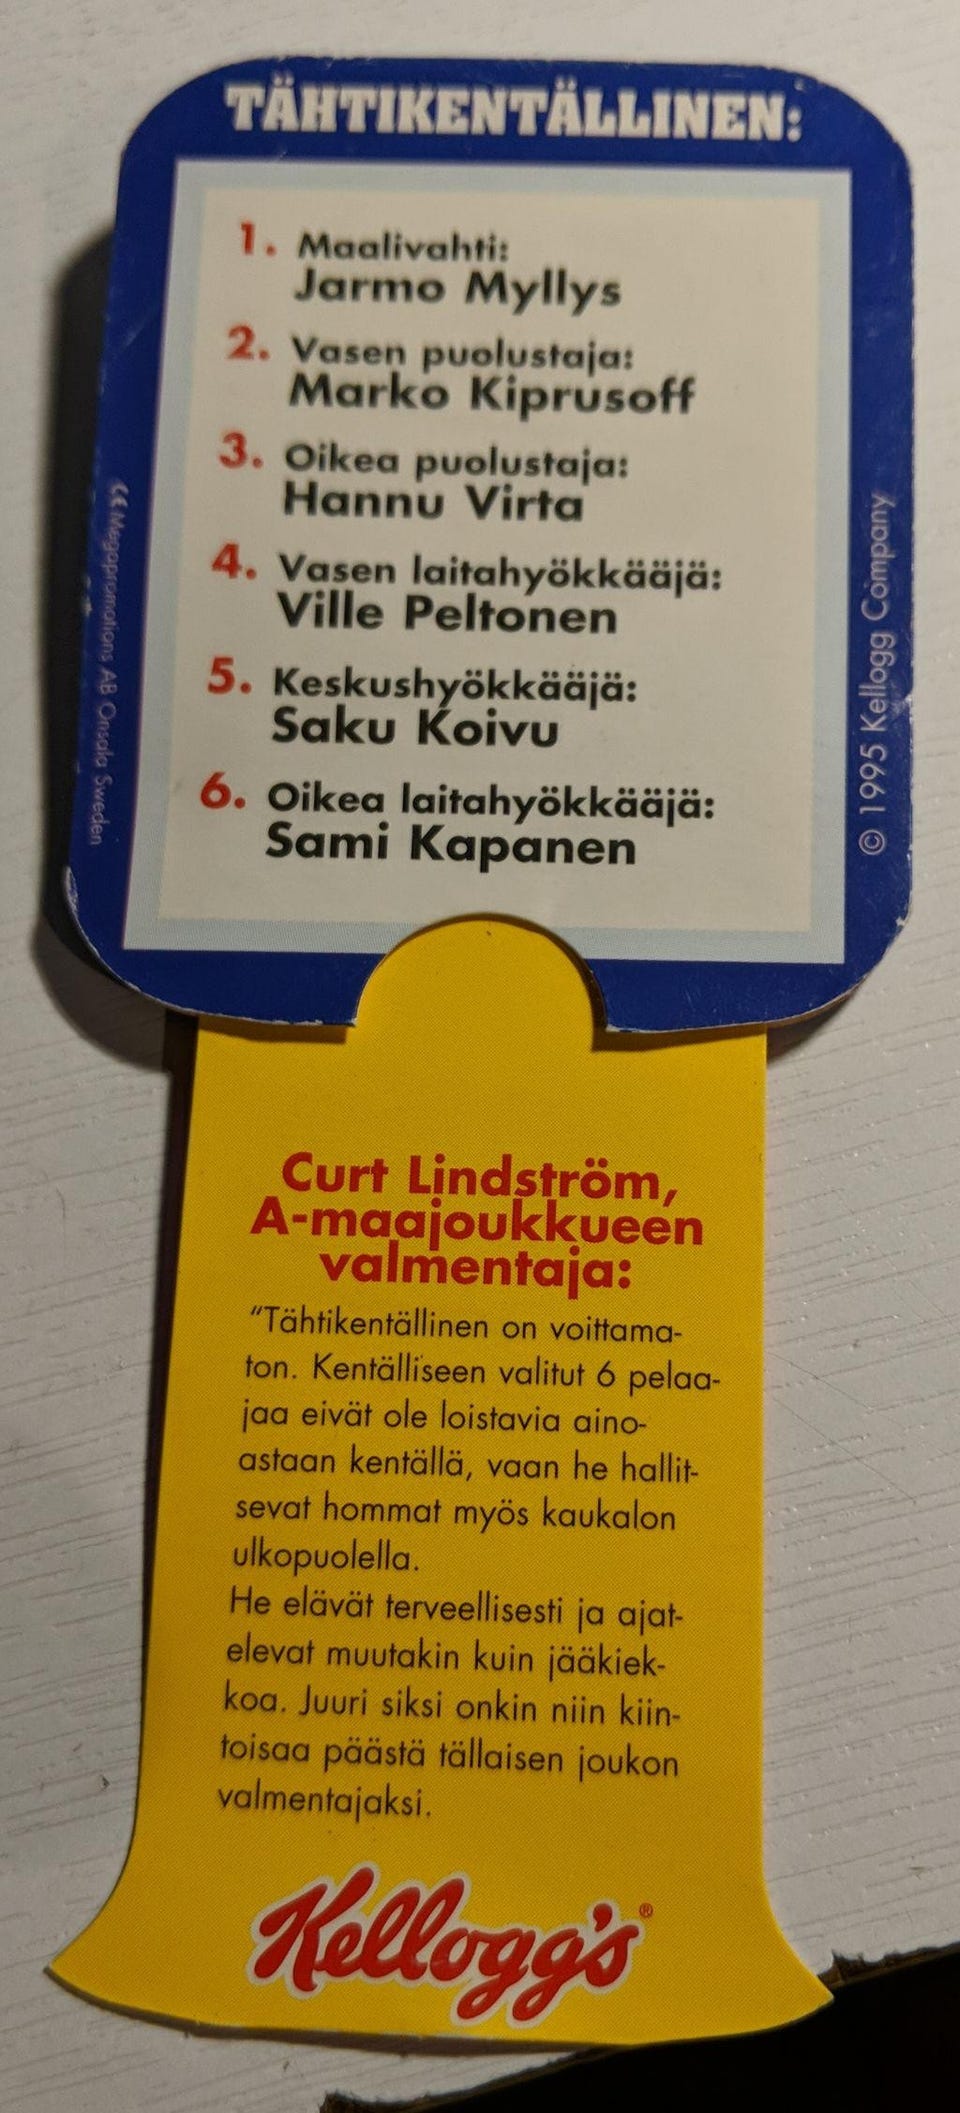 TÄHTIKENTÄLLINEN:
1. Maalivahti:
Jarmo Myllys
2. Vasen puolustaja:
Marko Kiprusoff
3. Oikea puolustaja:
Hannu Virta
4. Vasen laitahyökkääjä:
Ville Peltonen
5. Keskushyökkääjä:
Saku Koivu
6. Oikea laitahyökkääjä:
Sami Kapanen
“ Megapromotions AB Onsala Sweden
© 1995 Kellogg Company
Curt Lindström,
A-maajoukkueen
valmentaja:
“Tähtikentällinen on voittama-
ton. Kentälliseen valitut 6 pelaa-
jaa eivät ole loistavia aino-
astaan kentällä, vaan he hallit-
sevat hommat myös kaukalon
ulkopuolella.
He elävät terveellisesti ja ajat-
elevat muutakin kuin jääkiek-
koa. Juuri siksi onkin niin kiin-
toisaa päästä tällaisen joukon
valmentajaksi.
Kellogg's®